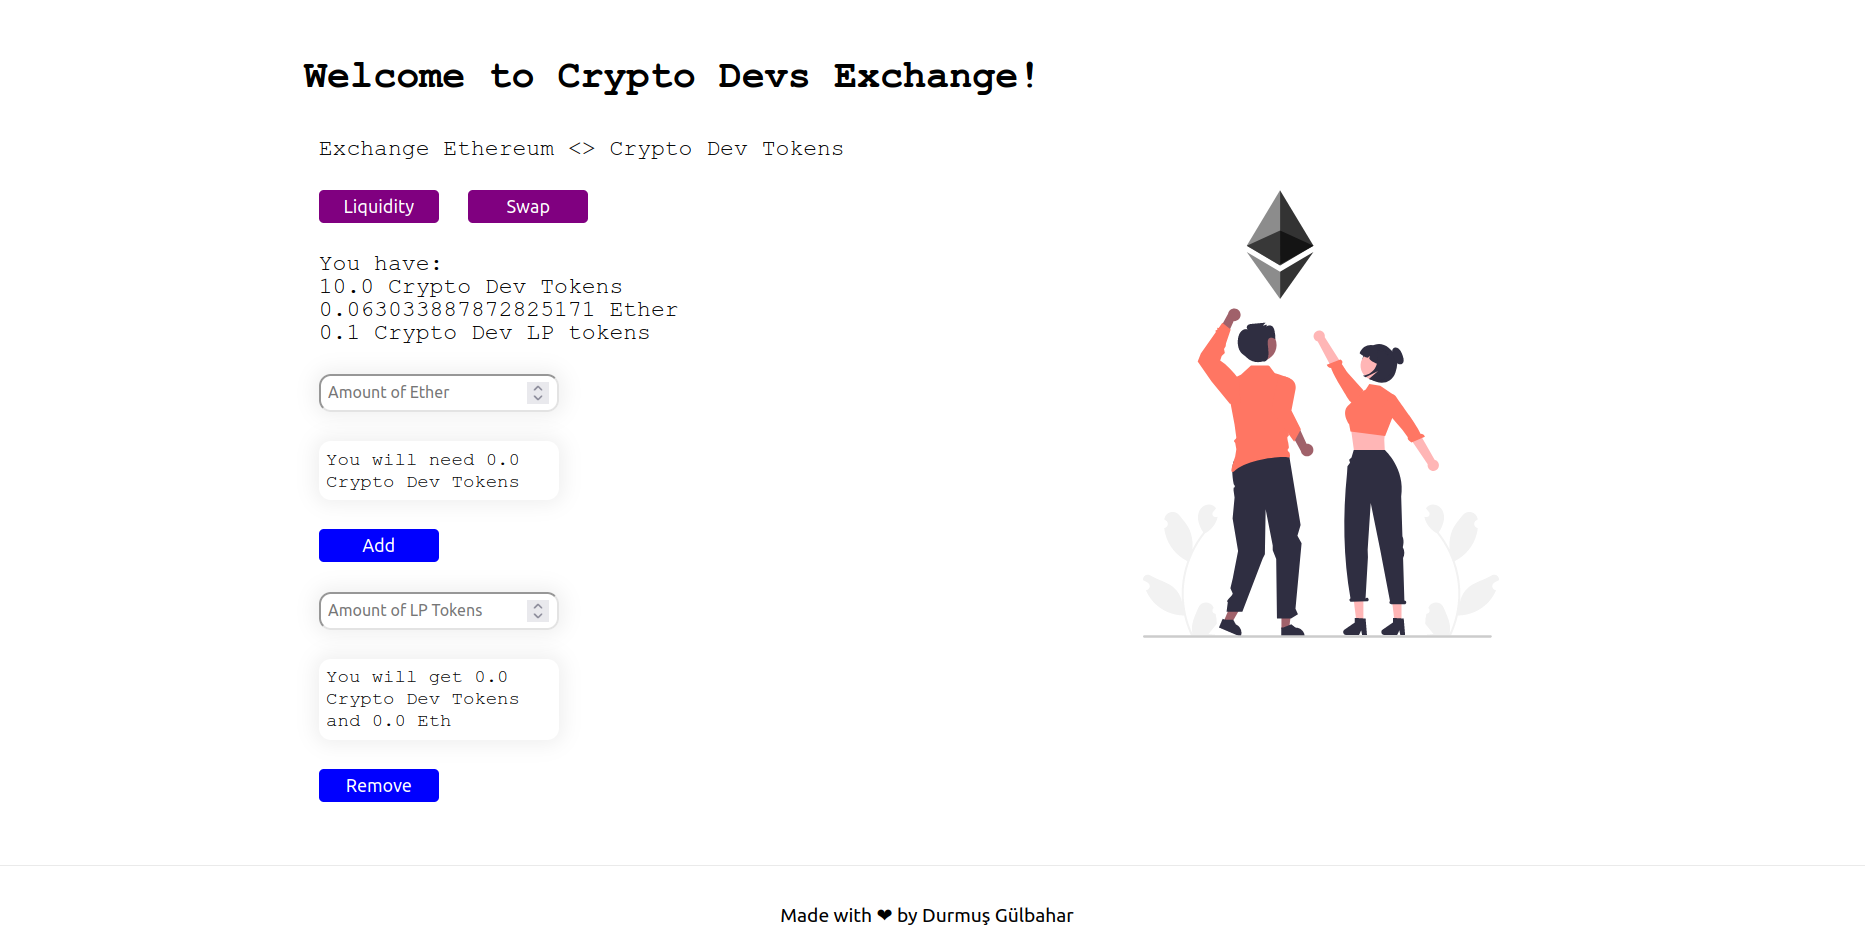 Welcome to Crypto Devs Exchange!
Exchange Ethereum <> Crypto Dev Tokens
Liquidity
Swap
You have:
10.0 Crypto Dev Tokens
0.063033887872825171 Ether
0.1 Crypto Dev LP tokens
Amount of Ether
You will need 0.0
Crypto Dev Tokens
Add
Amount of LP Tokens
You will get 0.0
Crypto Dev Tokens
and 0.0 Eth
Remove
Made with ❤ by Durmuş Gülbahar